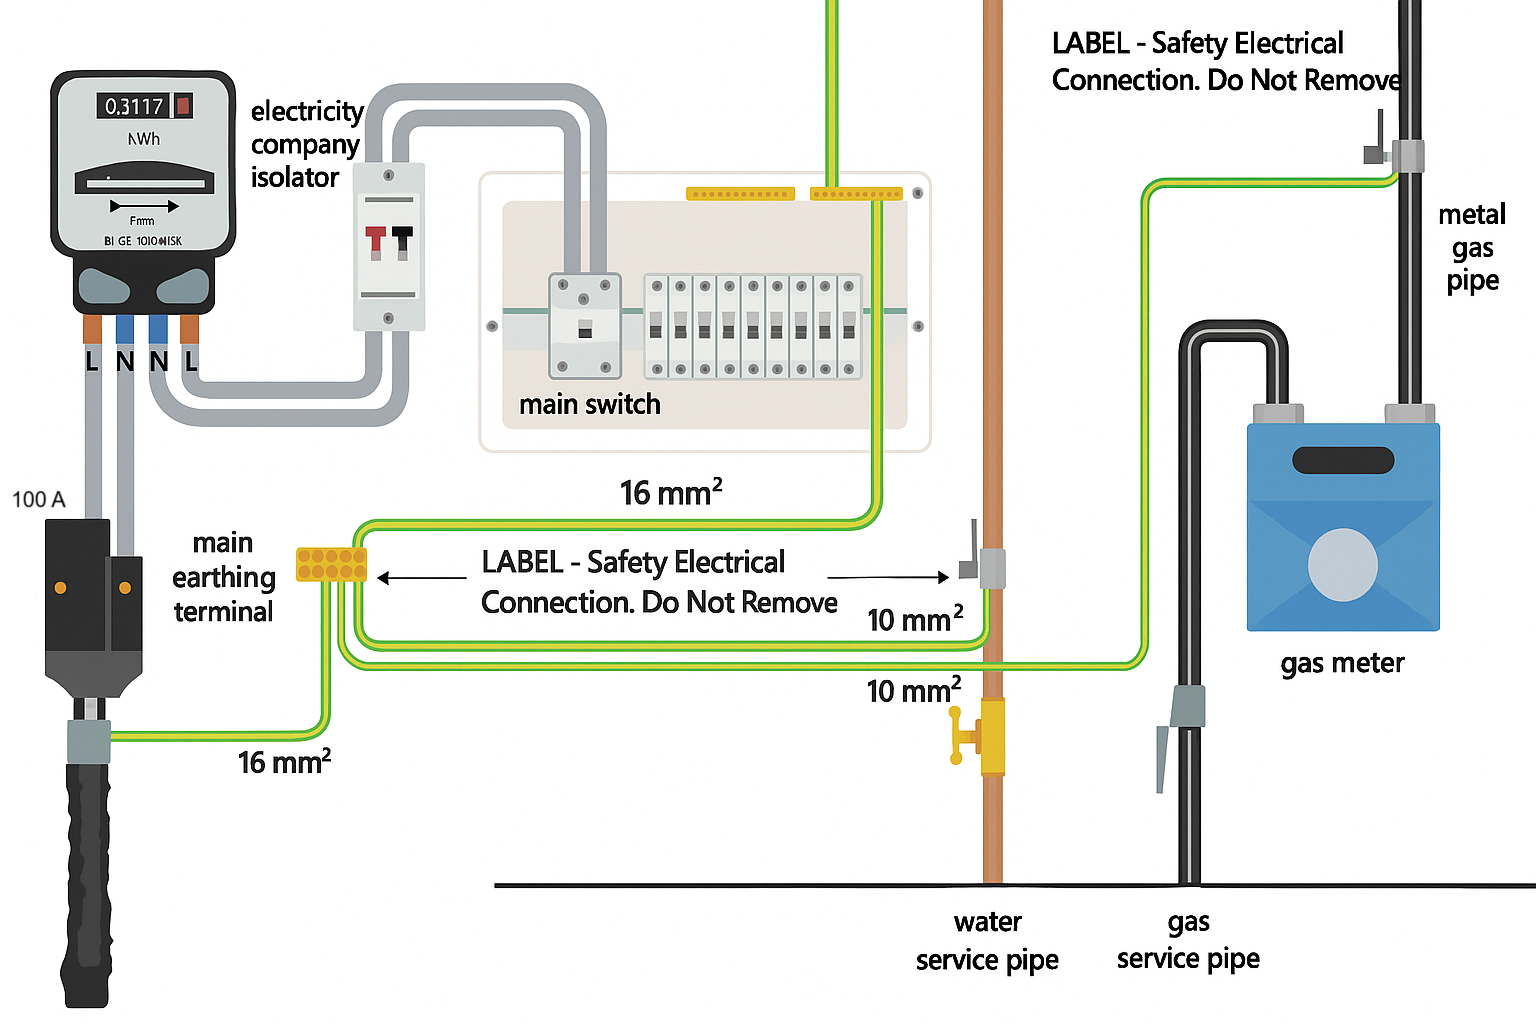 LABEL - Safety Electrical
Connection. Do Not Remove
0.3117
NWh
Fmm
electricity
company
isolator
metal
gas
pipe
L N N L
main switch
100 A
16 mm²
main
earthing
terminal
LABEL - Safety Electrical
Connection. Do Not Remove
10 mm²
10 mm²
gas meter
16 mm²
water
service pipe
gas
service pipe